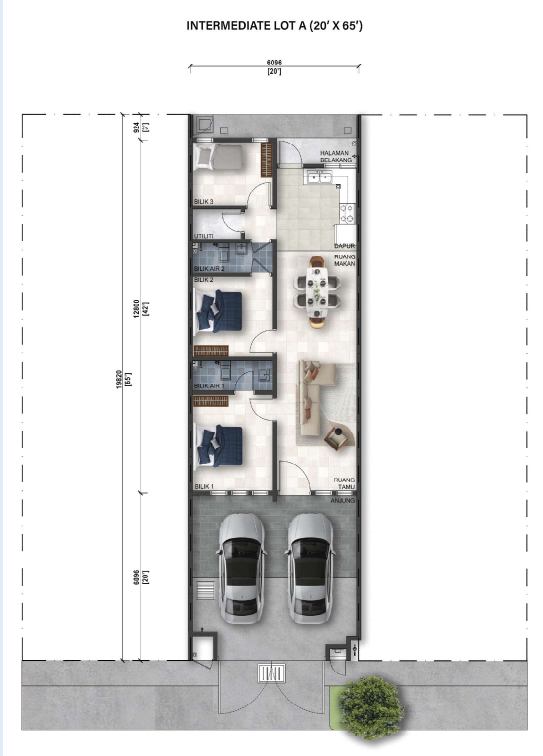 INTERMEDIATE LOT A (20' X 65')
6096
[20']
934
[3']
HALAMAN
BELAKANG
BILIK 3
UTILITI
DAPUR
RUANG
MAKAN
BILIK AIR 2
BILIK 2
12800
[42']
19820
[65']
BILIK AIR 1
BILIK 1
RUANG
TAMU
ANJUNG
6096
[20']